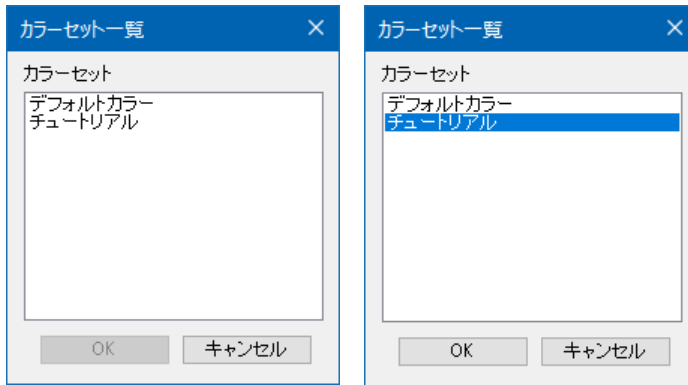 カラーセット一覧
カラーセット
デフォルトカラー
チュートリアル
OK
キャンセル
カラーセット一覧
カラーセット
デフォルトカラー
チュートリアル
OK
キャンセル